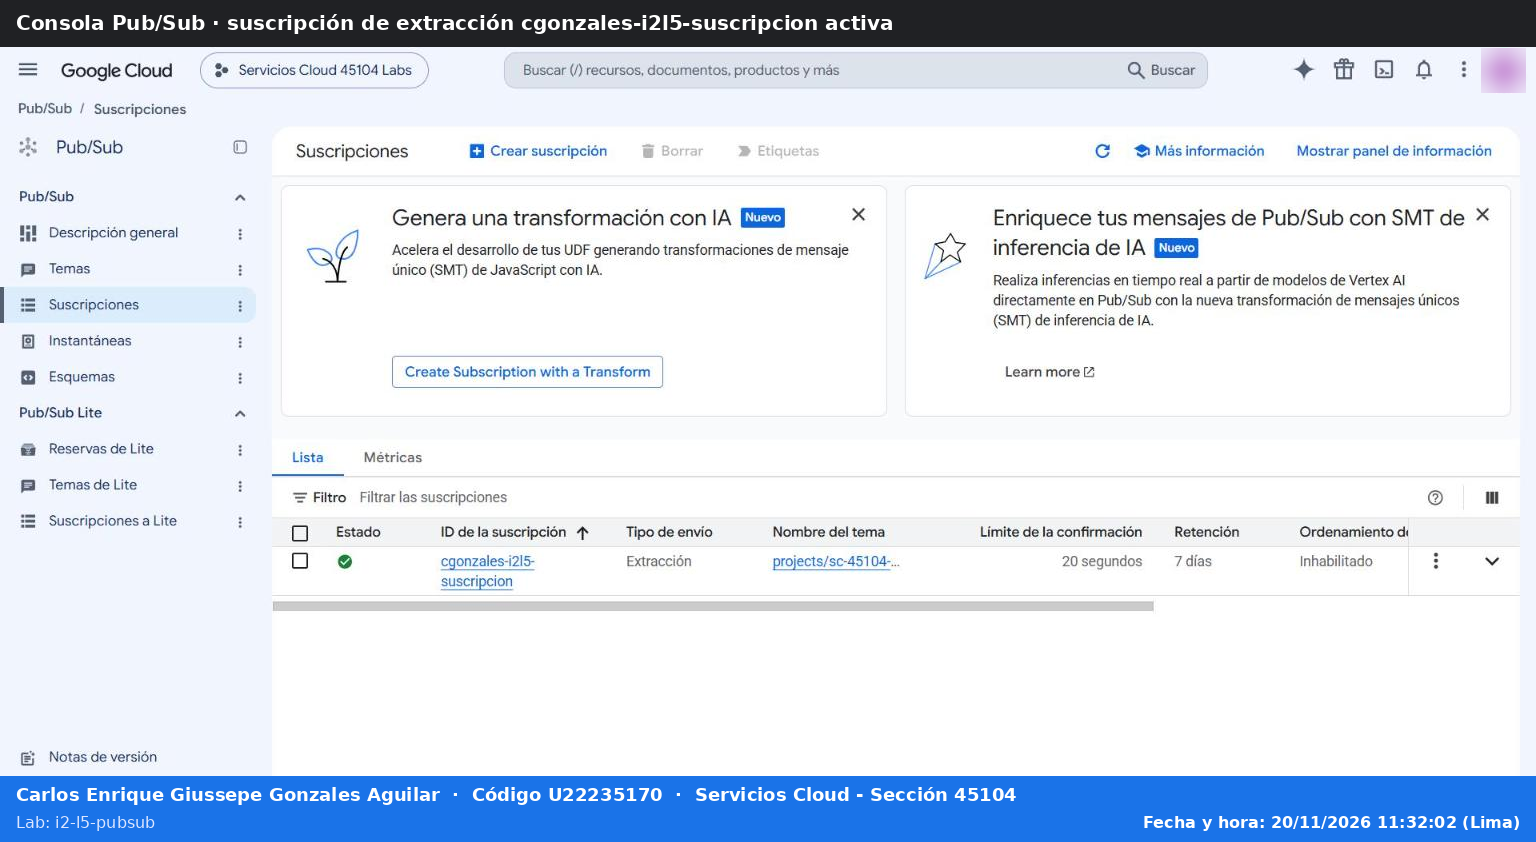 Consola Pub/Sub · suscripción de extracción cgonzales-i2l5-suscripcion activa
Google Cloud
Servicios Cloud 45104 Labs
Buscar (/) recursos, documentos, productos y más
Buscar
Pub/Sub / Suscripciones
Pub/Sub
Suscripciones
Crear suscripción
Borrar
Etiquetas
Más información
Mostrar panel de información
Pub/Sub
Descripción general
Temas
Suscripciones
Instantáneas
Esquemas
Pub/Sub Lite
Reservas de Lite
Temas de Lite
Suscripciones a Lite
Notas de versión
Genera una transformación con IA Nuevo
Acelera el desarrollo de tus UDF generando transformaciones de mensaje
único (SMT) de JavaScript con IA.
Create Subscription with a Transform
Enriquece tus mensajes de Pub/Sub con SMT de
inferencia de IA Nuevo
Realiza inferencias en tiempo real a partir de modelos de Vertex AI
directamente en Pub/Sub con la nueva transformación de mensajes únicos
(SMT) de inferencia de IA.
Learn more
Lista
Métricas
Filtro
Filtrar las suscripciones
Estado
ID de la suscripción
Tipo de envío
Nombre del tema
Límite de la confirmación
Retención
Ordenamiento de
cgonzales-i2l5-
suscripcion
Extracción
projects/sc-45104-...
20 segundos
7 días
Inhabilitado
Carlos Enrique Giussepe Gonzales Aguilar · Código U22235170 · Servicios Cloud - Sección 45104
Lab: i2-l5-pubsub
Fecha y hora: 20/11/2026 11:32:02 (Lima)